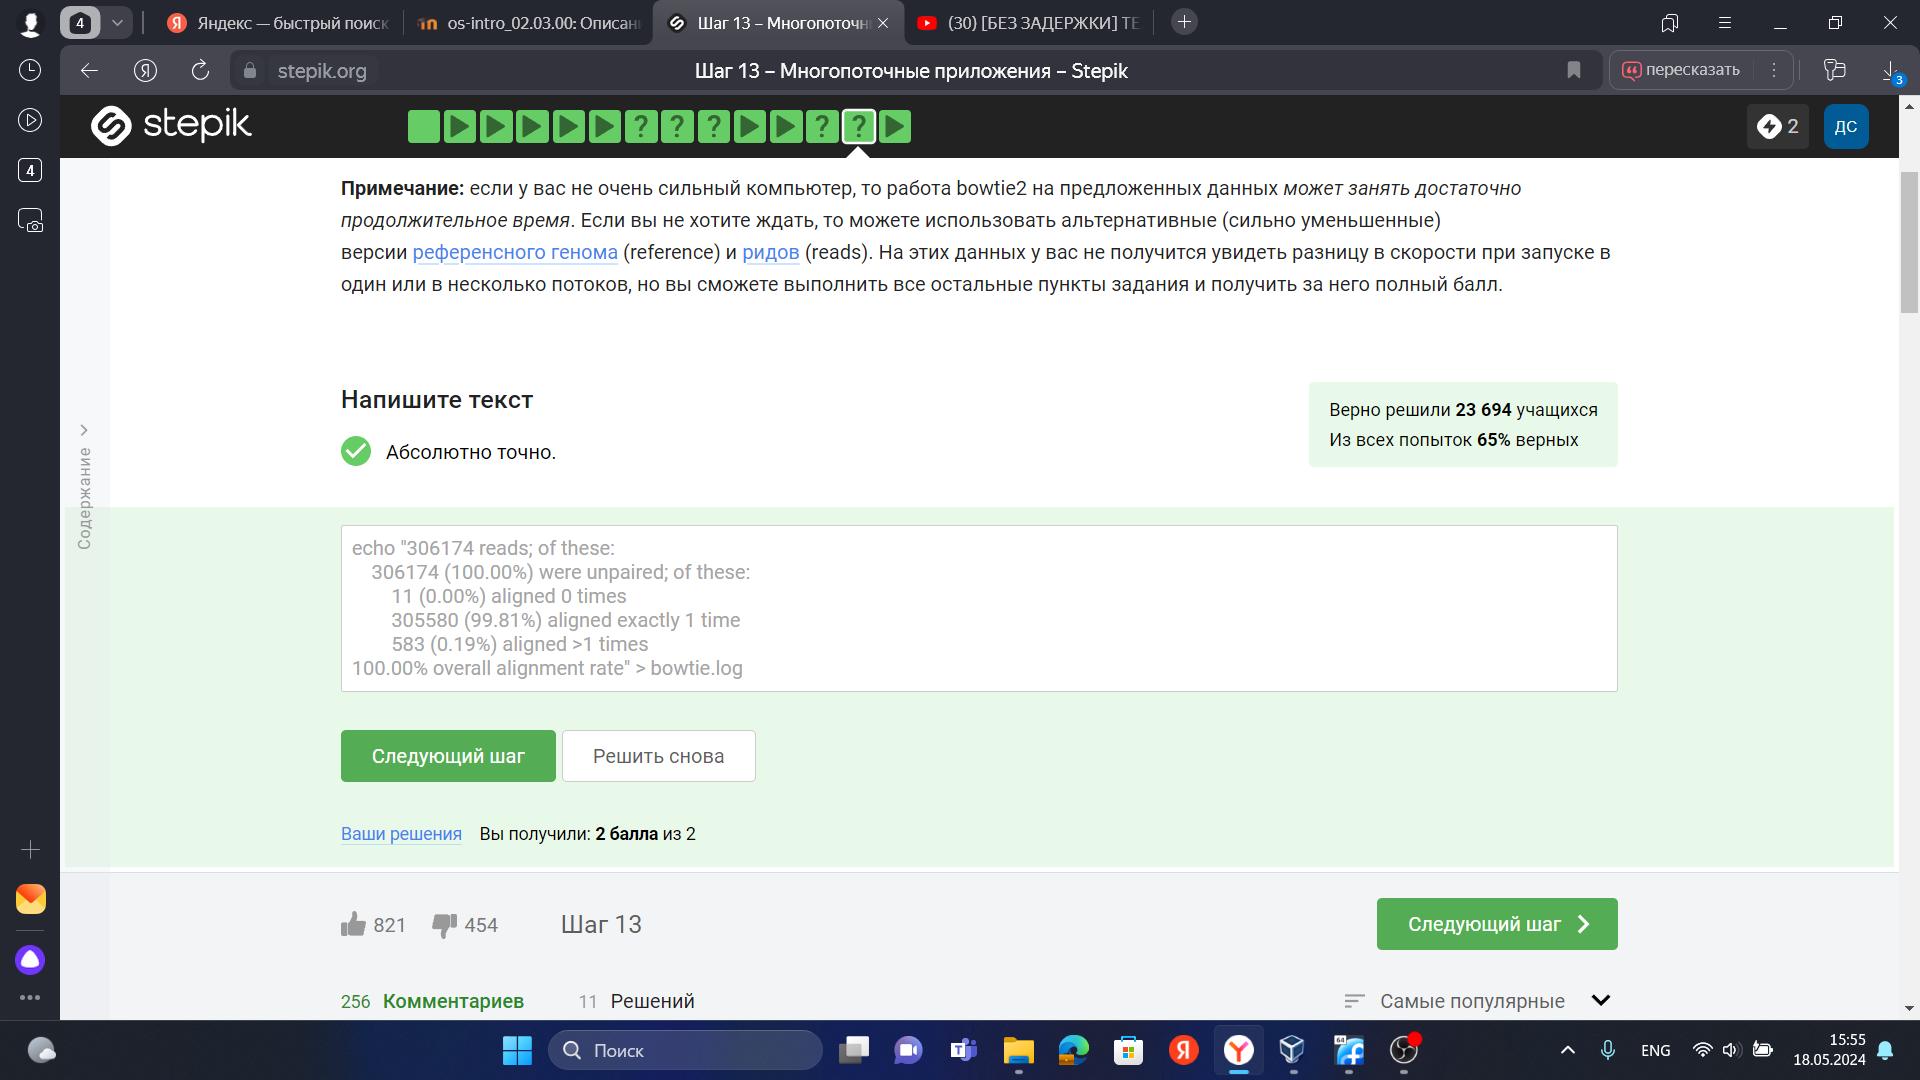 4
Яндекс — быстрый поиск
os-intro_02.03.00: Описан
Шаг 13 – Многопоточн
(30) [БЕЗ ЗАДЕРЖКИ] ТЕ
stepik.org
Шаг 13 – Многопоточные приложения – Stepik
пересказать
3
4
stepik
? ? ? ? ?
2
ДС
Примечание: если у вас не очень сильный компьютер, то работа bowtie2 на предложенных данных может занять достаточно
продолжительное время. Если вы не хотите ждать, то можете использовать альтернативные (сильно уменьшенные)
версии референсного генома (reference) и ридов (reads). На этих данных у вас не получится увидеть разницу в скорости при запуске в
один или в несколько потоков, но вы сможете выполнить все остальные пункты задания и получить за него полный балл.
Содержание
Напишите текст
Абсолютно точно.
Верно решили 23 694 учащихся
Из всех попыток 65% верных
echo "306174 reads; of these:
306174 (100.00%) were unpaired; of these:
11 (0.00%) aligned 0 times
305580 (99.81%) aligned exactly 1 time
583 (0.19%) aligned >1 times
100.00% overall alignment rate" > bowtie.log
Следующий шаг
Решить снова
Ваши решения Вы получили: 2 балла из 2
821
454
Шаг 13
Следующий шаг
256 Комментариев
11 Решений
Самые популярные
Поиск
ENG
15:55
18.05.2024